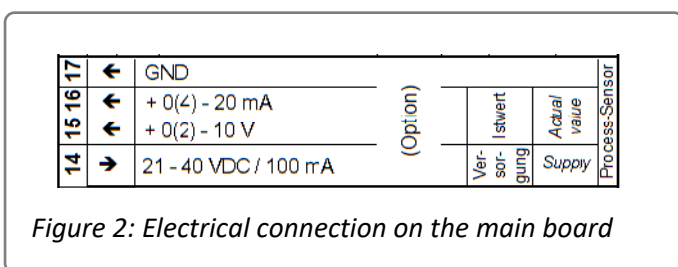 17 ← GND
16 ← + 0(4) - 20 mA
15 ← + 0(2) - 10 V
14 → 21 - 40 VDC / 100 mA
(Option)
Istwert
Actual
value
Ver-
sor-
gung
Supply
Process-Sensor
Figure 2: Electrical connection on the main board